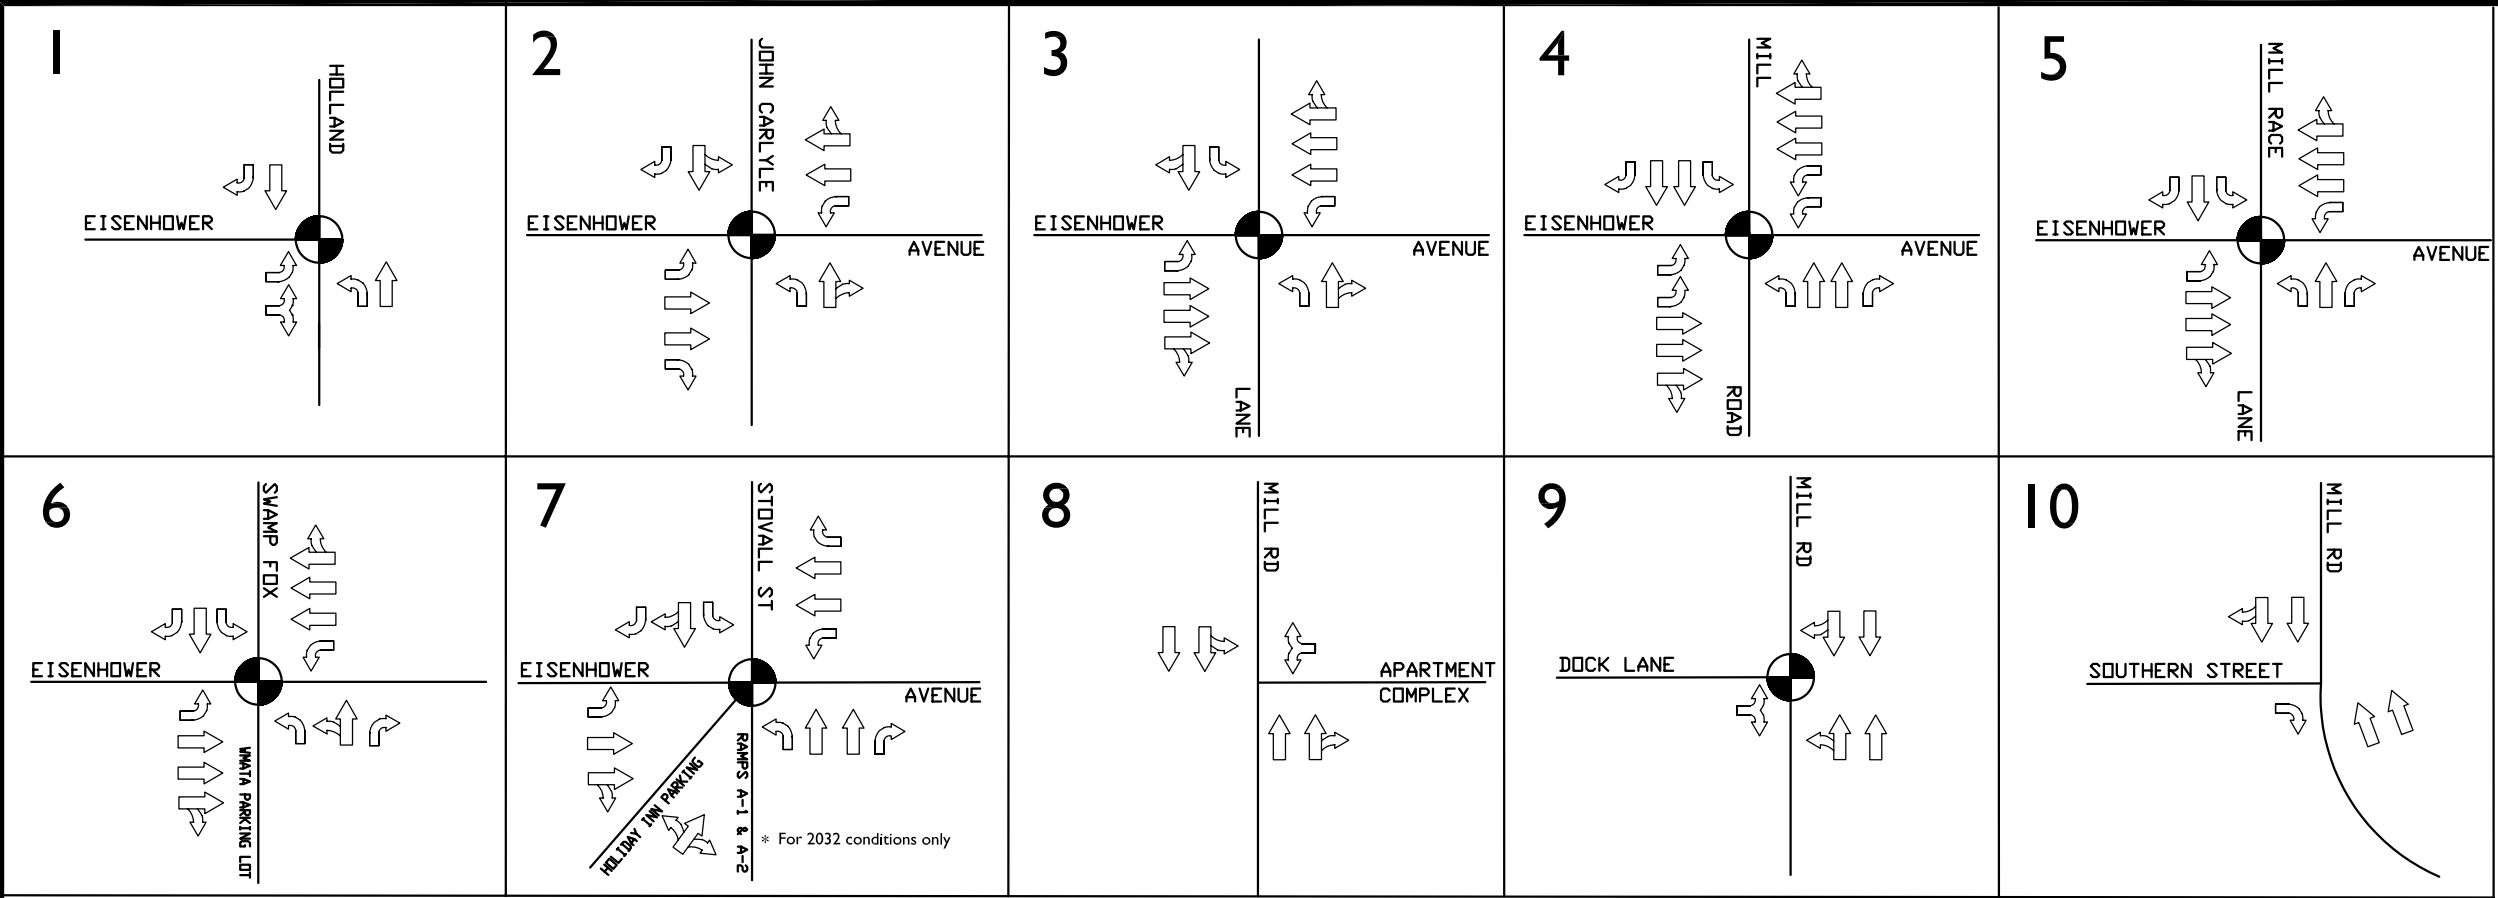 1
HOLLAND
EISENHOWER
2
JOHN CARLYLE
EISENHOWER
AVENUE
3
EISENHOWER
AVENUE
LANE
4
MILL
EISENHOWER
AVENUE
ROAD
5
MILL RACE
EISENHOWER
AVENUE
LANE
6
SWAMP FOX
EISENHOWER
WMATA PARKING LOT
7
STOVALL ST
EISENHOWER
AVENUE
HOLIDAY INN PARKING
RAMPS A-1 & A-2
* For 2032 conditions only
8
MILL RD
APARTMENT
COMPLEX
9
MILL RD
DOCK LANE
10
MILL RD
SOUTHERN STREET